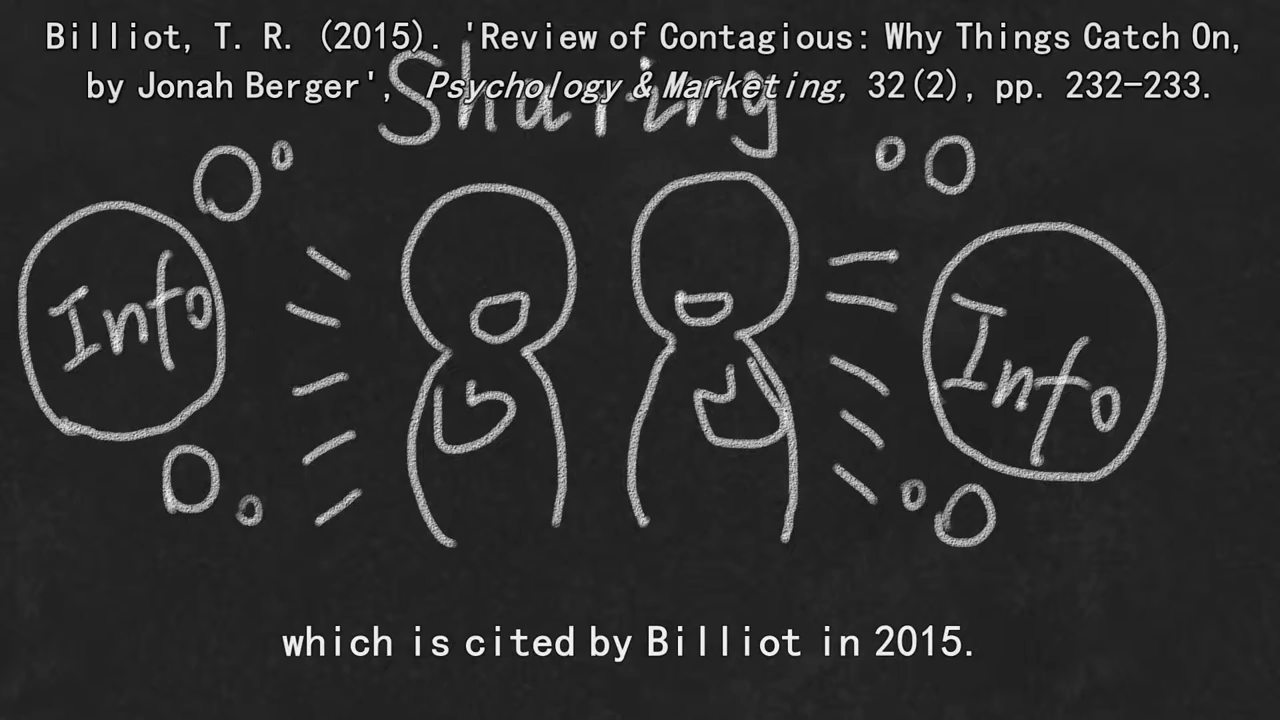 Billiot, T. R. (2015). 'Review of Contagious: Why Things Catch On,
by Jonah Berger', Psychology & Marketing, 32(2), pp. 232-233.
Sharing
Info
Info
which is cited by Billiot in 2015.